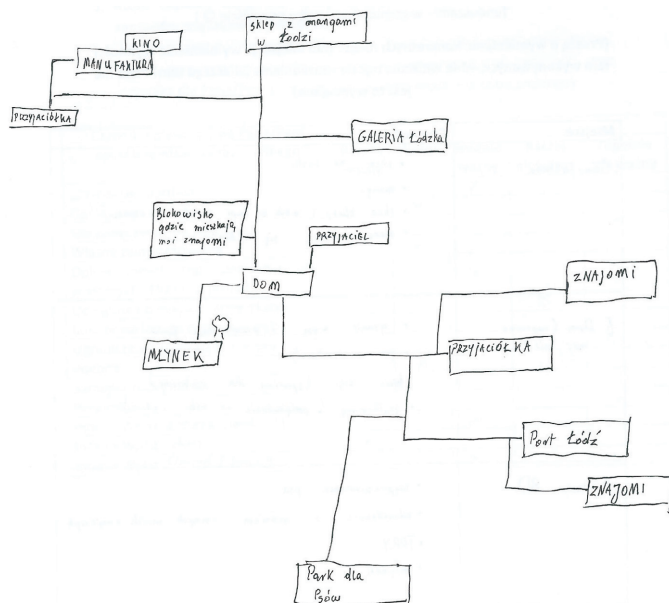 sklep z mangami
w Łodzi
KINO
MANUFAKTURA
PRZYJACIÓŁKA
GALERIA Łódzka
Blokowisko
gdzie mieszkają
moi znajomi
PRZYJACIEL
DOM
ZNAJOMI
MŁYNEK
PRZYJACIÓŁKA
Port Łódź
ZNAJOMI
Park dla
Psów